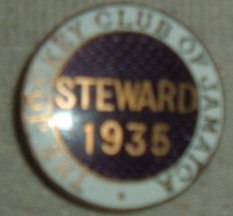 THE JOCKEY CLUB OF JAMAICA
STEWARD
1935